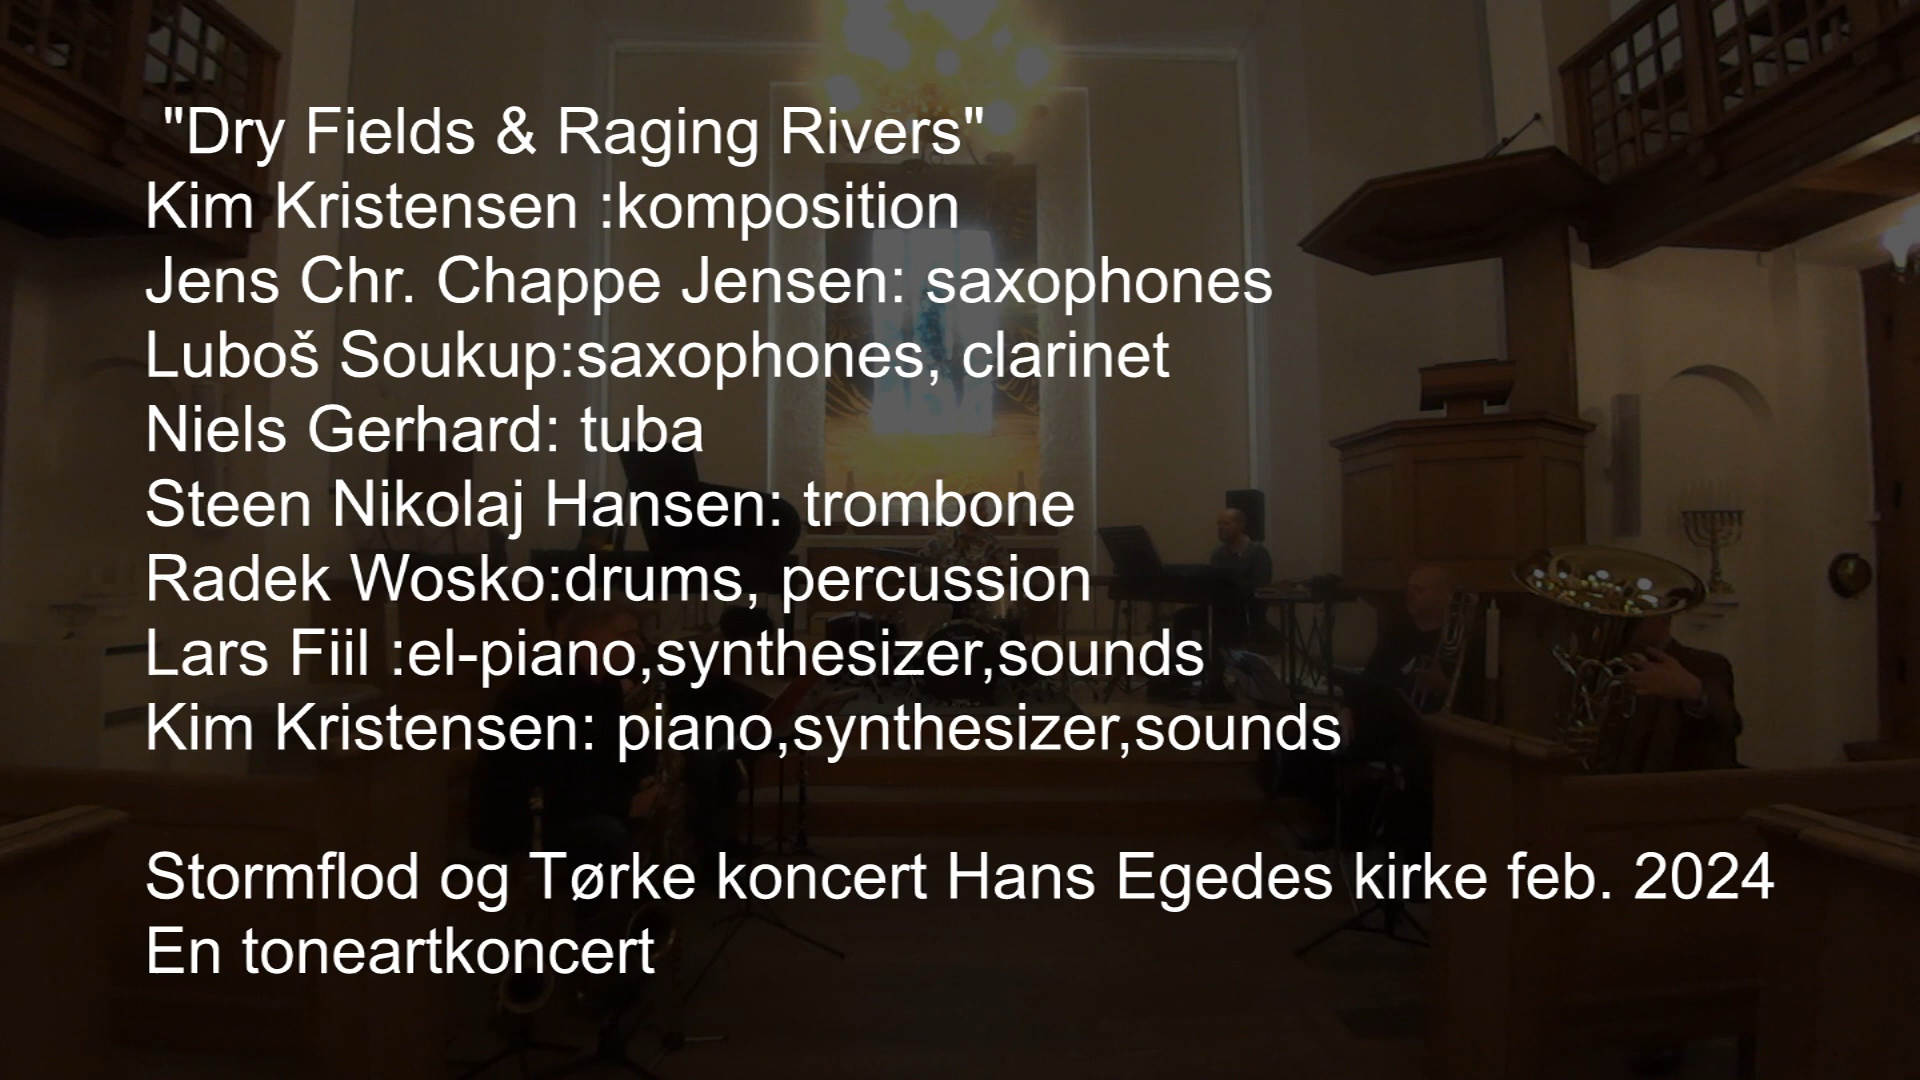 "Dry Fields & Raging Rivers"
Kim Kristensen :komposition
Jens Chr. Chappe Jensen: saxophones
Luboš Soukup:saxophones, clarinet
Niels Gerhard: tuba
Steen Nikolaj Hansen: trombone
Radek Wosko:drums, percussion
Lars Fiil :el-piano,synthesizer,sounds
Kim Kristensen: piano,synthesizer,sounds
Stormflod og Tørke koncert Hans Egedes kirke feb. 2024
En toneartkoncert